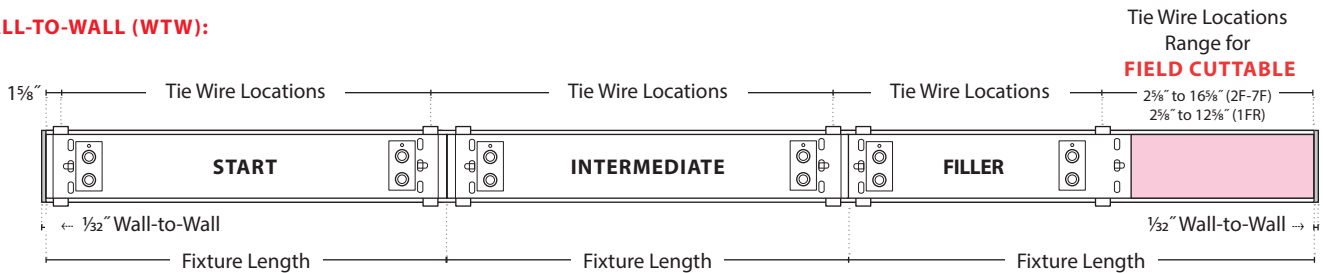 ALL-TO-WALL (WTW):
Tie Wire Locations
Range for
FIELD CUTTABLE
1⅝˝ Tie Wire Locations Tie Wire Locations Tie Wire Locations 2⅝˝ to 16⅝˝ (2F-7F)
2⅝˝ to 12⅝˝ (1FR)
START INTERMEDIATE FILLER
1⁄32˝ Wall-to-Wall 1⁄32˝ Wall-to-Wall
Fixture Length Fixture Length Fixture Length